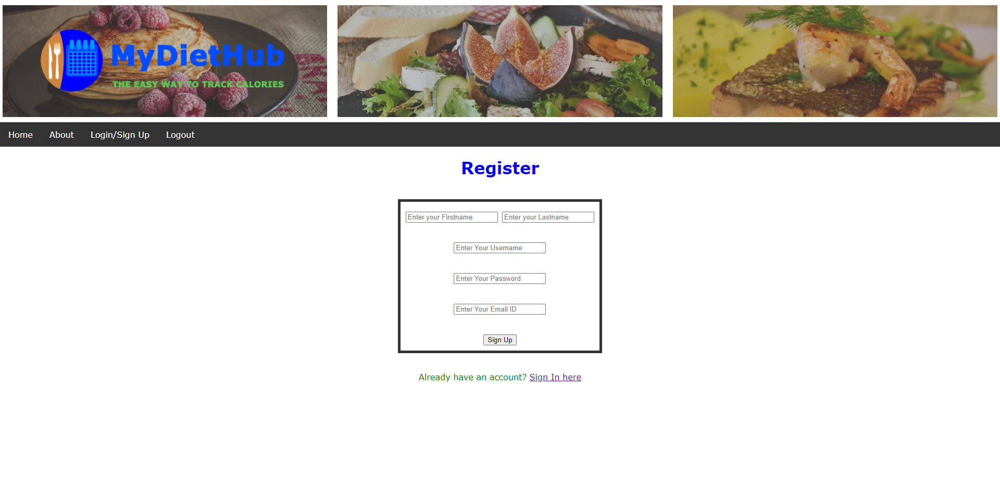 MyDietHub
THE EASY WAY TO TRACK CALORIES
Home About Login/Sign Up Logout
Register
Enter your Firstname Enter your Lastname
Enter Your Username
Enter Your Password
Enter Your Email ID
Sign Up
Already have an account? Sign In here